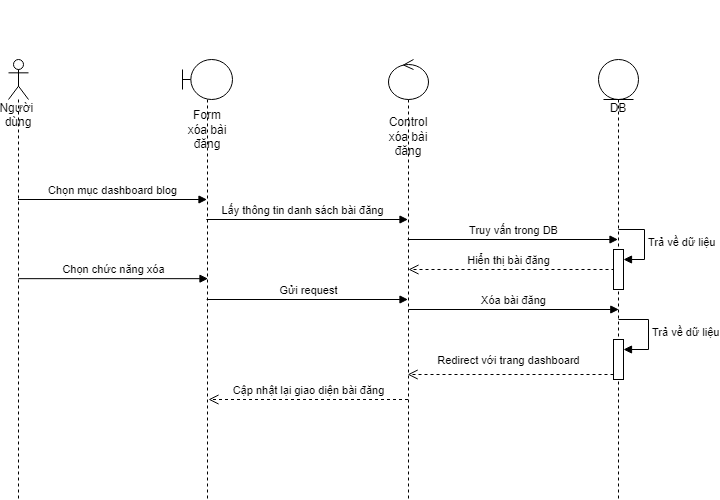 Người
dùng
Form
xóa bài
đăng
Control
xóa bài
đăng
DB
Chọn mục dashboard blog
Lấy thông tin danh sách bài đăng
Truy vấn trong DB
Trả về dữ liệu
Hiển thị bài đăng
Chọn chức năng xóa
Gửi request
Xóa bài đăng
Trả về dữ liệu
Redirect với trang dashboard
Cập nhật lại giao diện bài đăng